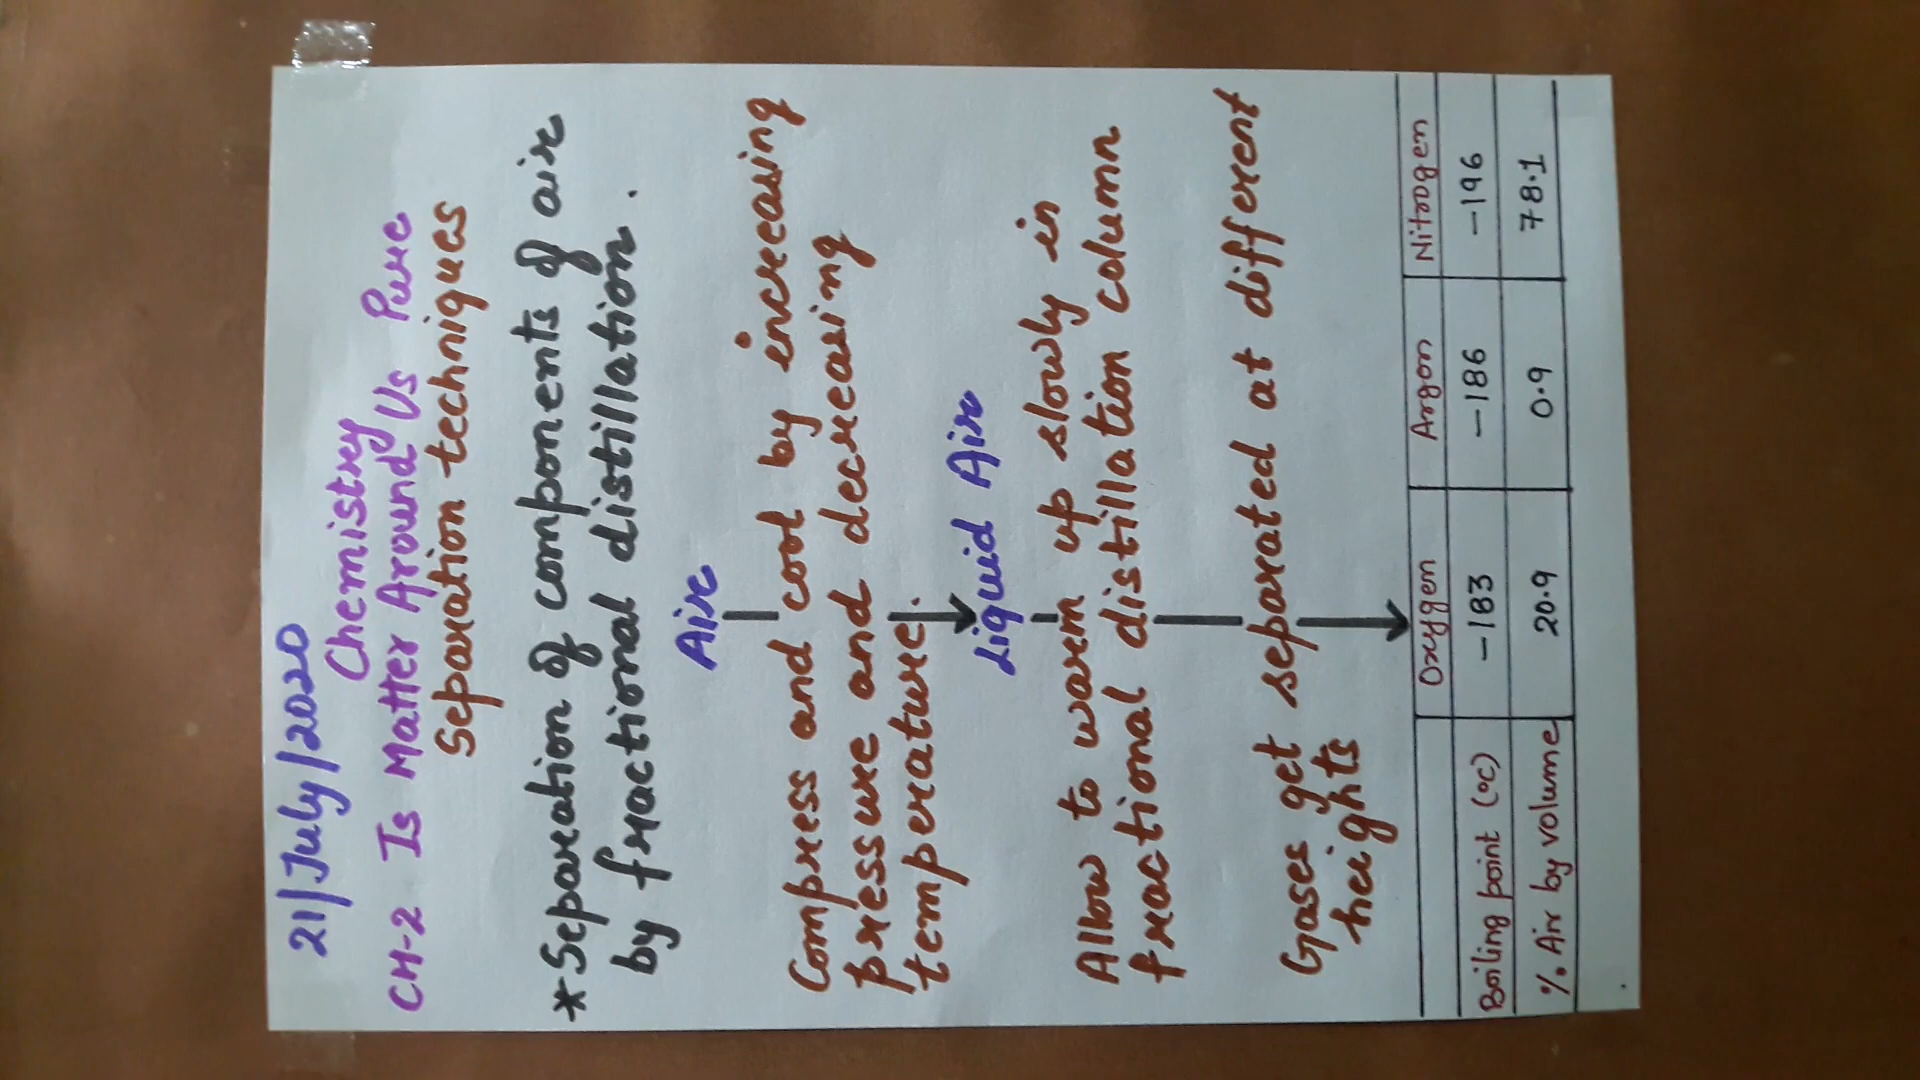 21/July/2020
Chemistry
CH-2 Is Matter Around Us Pure
Separation techniques
*Separation of components of air
by fractional distillation.
Air
Compress and cool by increasing
pressure and decreasing
temperature.
Liquid Air
Allow to warm up slowly in
fractional distillation column
Gases get separated at different
heights
Oxygen Argon Nitrogen
Boiling point (°C) -183 -186 -196
% Air by volume 20.9 0.9 78.1